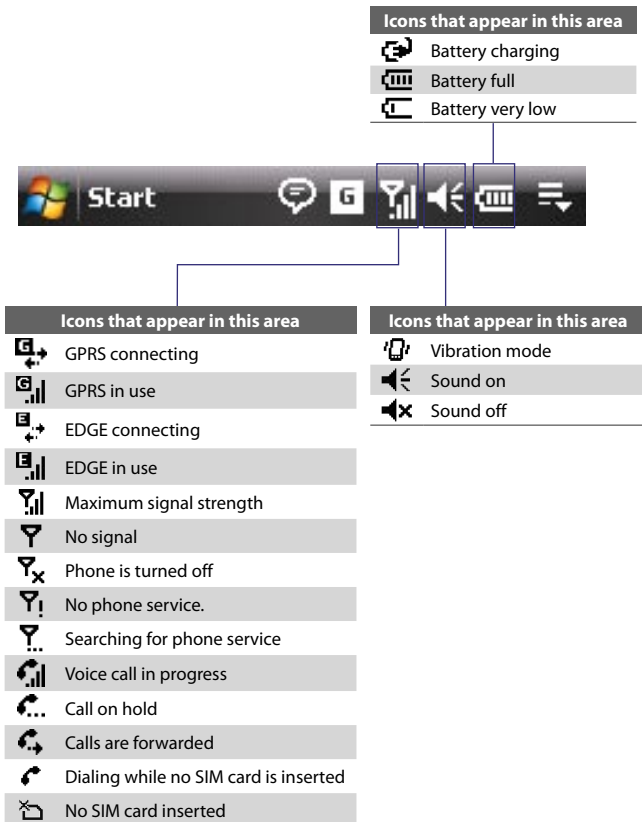 Icons that appear in this area
Battery charging
Battery full
Battery very low
Start
G
Icons that appear in this area
G GPRS connecting
G GPRS in use
E EDGE connecting
E EDGE in use
Maximum signal strength
No signal
Phone is turned off
No phone service.
Searching for phone service
Voice call in progress
Call on hold
Calls are forwarded
Dialing while no SIM card is inserted
No SIM card inserted
Icons that appear in this area
Vibration mode
Sound on
Sound off